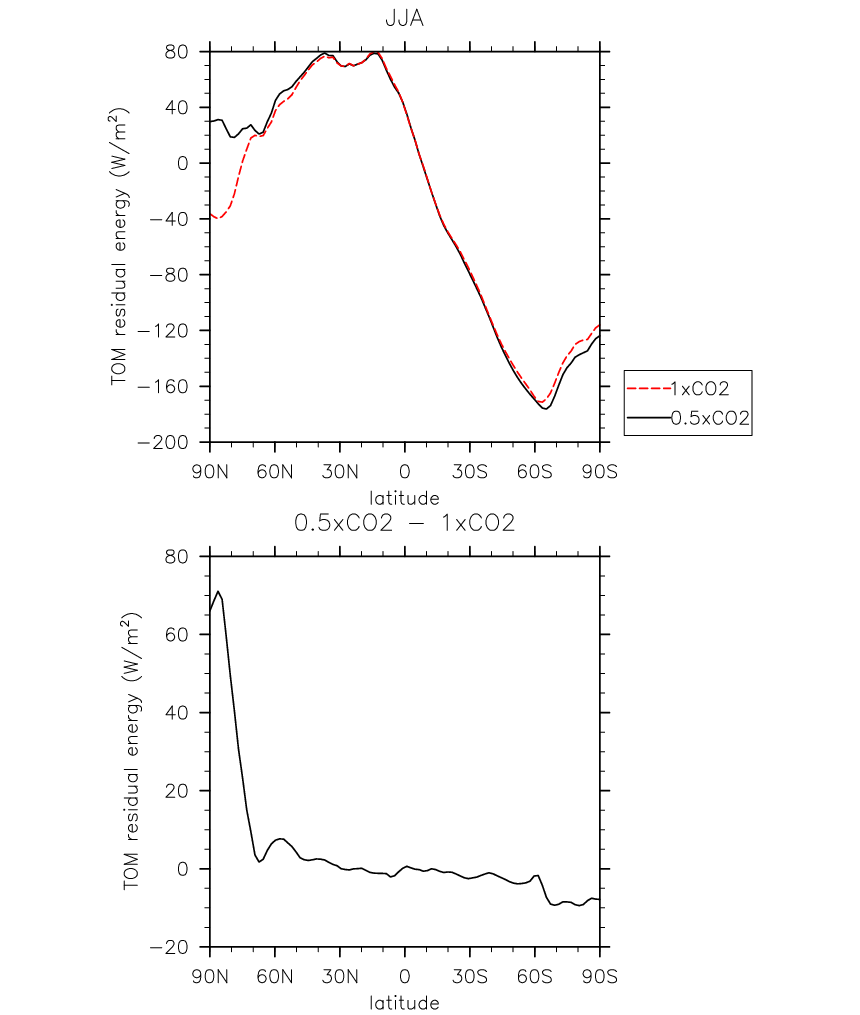 JJA
TOM residual energy (W/m²)
80
40
0
−40
−80
−120
−160
−200
90N 60N 30N 0 30S 60S 90S
latitude
1xCO2
0.5xCO2
0.5xCO2 − 1xCO2
TOM residual energy (W/m²)
80
60
40
20
0
−20
90N 60N 30N 0 30S 60S 90S
latitude